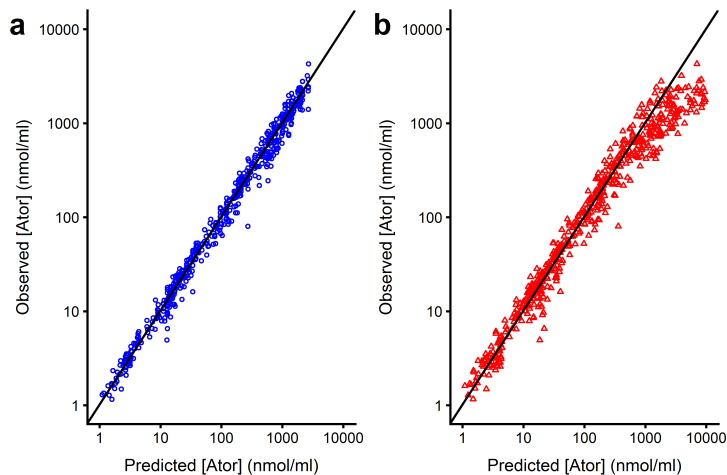 a
Observed [Ator] (nmol/ml)
10000
1000
100
10
1
1 10 100 1000 10000
Predicted [Ator] (nmol/ml)
b
Observed [Ator] (nmol/ml)
10000
1000
100
10
1
1 10 100 1000 10000
Predicted [Ator] (nmol/ml)